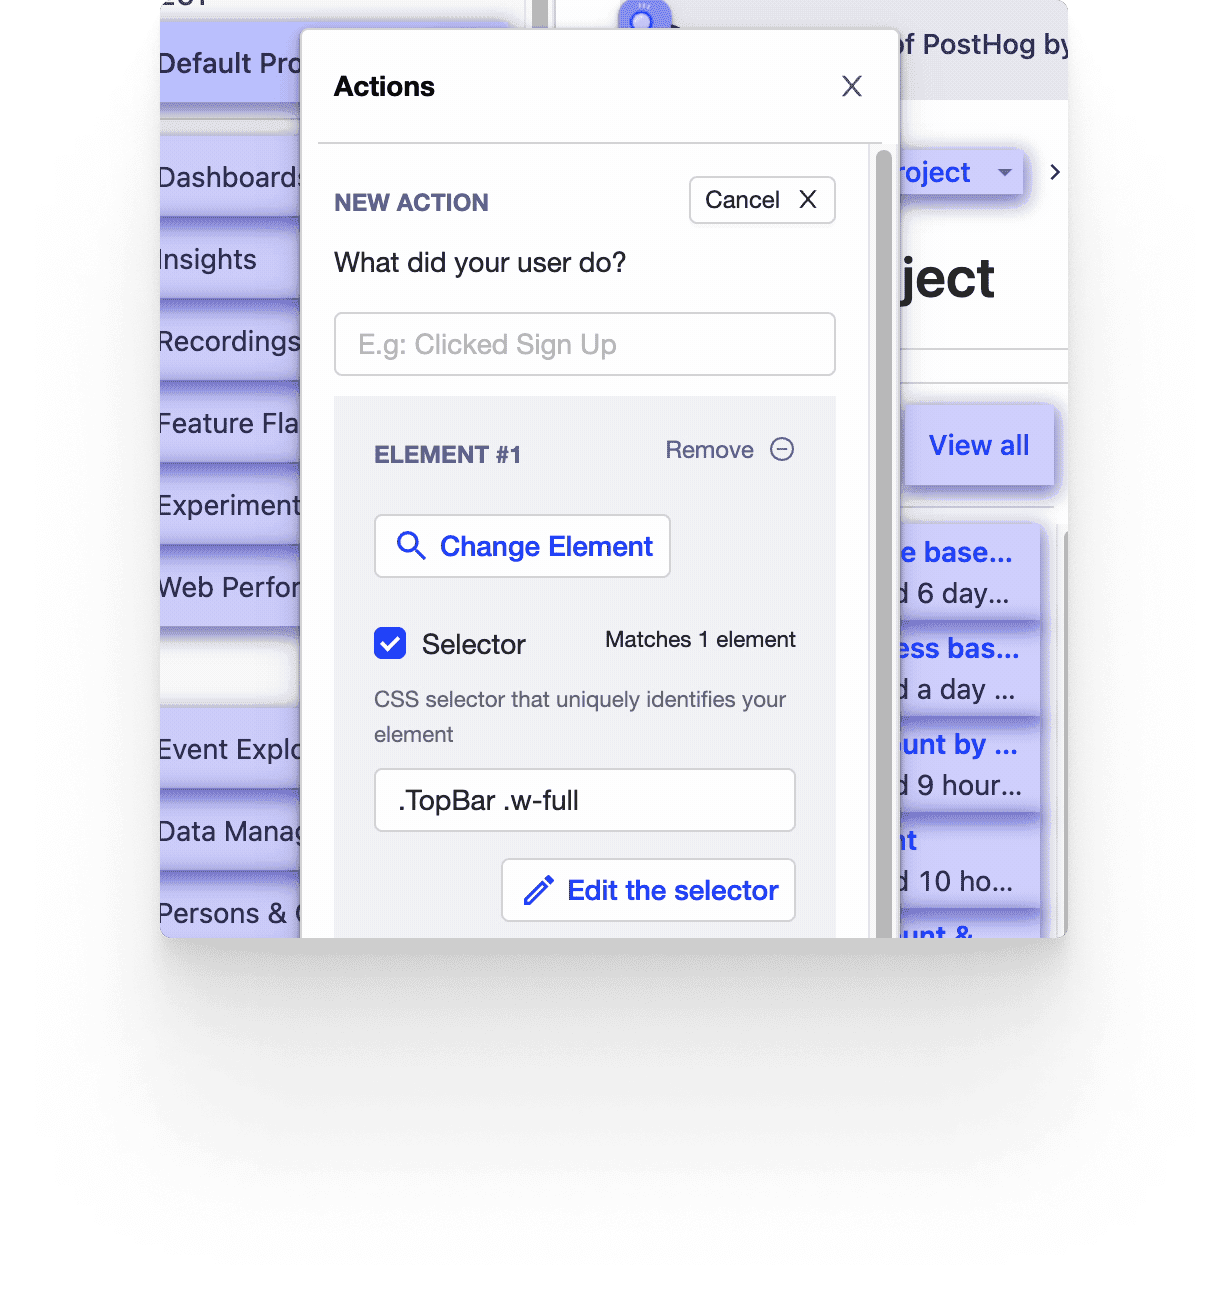 Default Pro
Dashboards
Insights
Recordings
Feature Fla
Experiment
Web Perfor
Event Explo
Data Manag
Persons &
Actions
NEW ACTION
Cancel X
What did your user do?
E.g: Clicked Sign Up
ELEMENT #1
Remove
Change Element
Selector
Matches 1 element
CSS selector that uniquely identifies your
element
.TopBar .w-full
Edit the selector
of PostHog by
roject
ject
View all
e base...
d 6 day...
ess bas...
d a day ...
unt by ...
d 9 hour...
nt
d 10 ho...
unt &